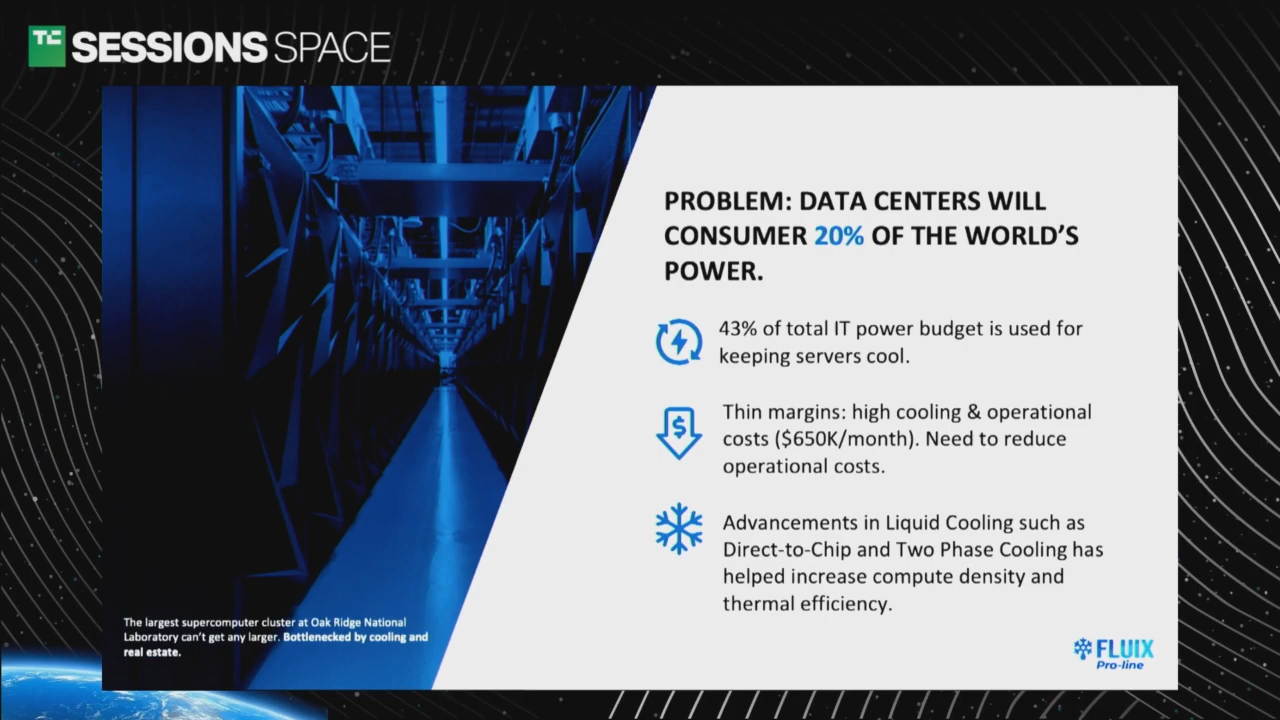 TC SESSIONS SPACE
PROBLEM: DATA CENTERS WILL
CONSUMER 20% OF THE WORLD’S
POWER.
43% of total IT power budget is used for
keeping servers cool.
Thin margins: high cooling & operational
costs ($650K/month). Need to reduce
operational costs.
Advancements in Liquid Cooling such as
Direct-to-Chip and Two Phase Cooling has
helped increase compute density and
thermal efficiency.
The largest supercomputer cluster at Oak Ridge National
Laboratory can’t get any larger. Bottlenecked by cooling and
real estate.
FLUIX
Pro-line